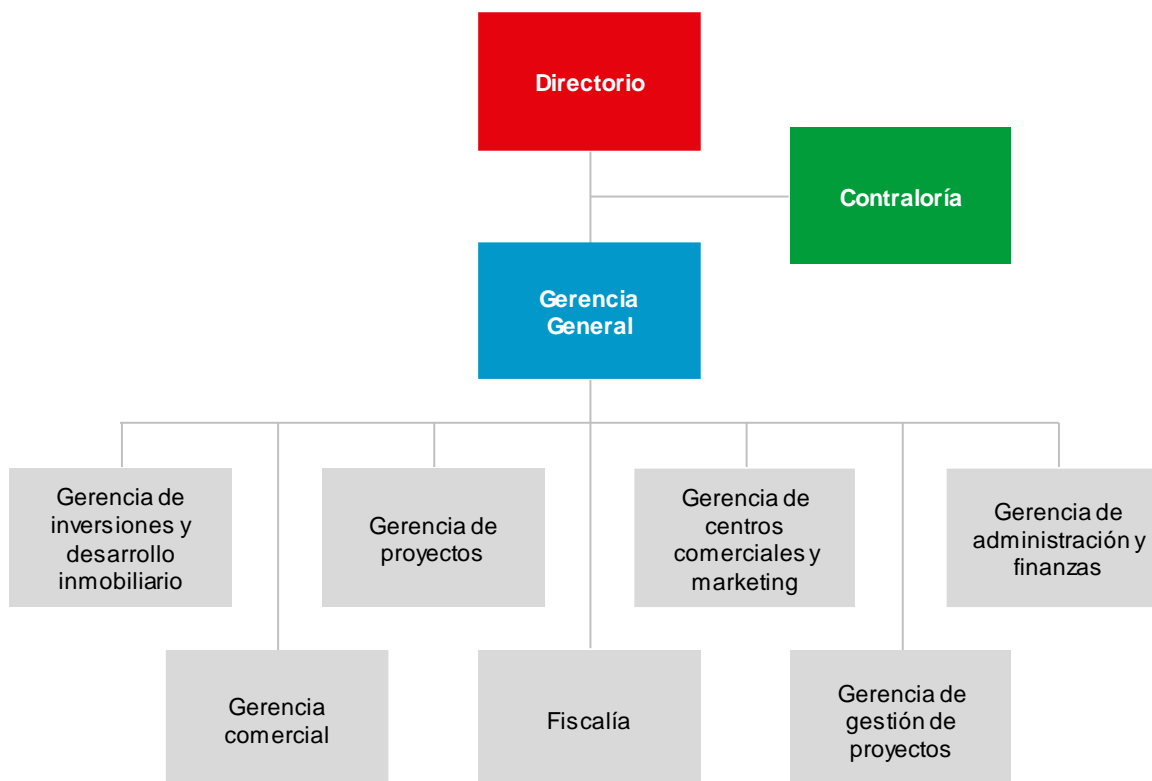 Directorio
Contraloría
Gerencia
General
Gerencia de
inversiones y
desarrollo
inmobiliario
Gerencia de
proyectos
Gerencia de
centros
comerciales y
marketing
Gerencia de
administración y
finanzas
Gerencia
comercial
Fiscalía
Gerencia de
gestión de
proyectos